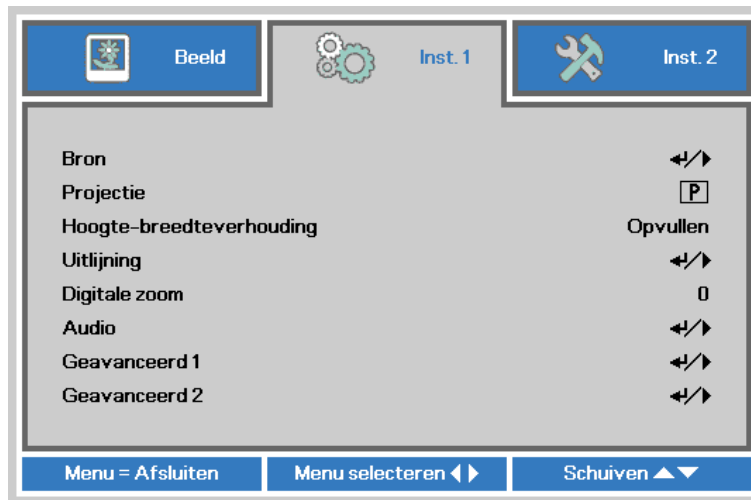 Beeld Inst. 1 Inst. 2
Bron ↵/▶
Projectie P
Hoogte-breedteverhouding Opvullen
Uitlijning ↵/▶
Digitale zoom 0
Audio ↵/▶
Geavanceerd 1 ↵/▶
Geavanceerd 2 ↵/▶
Menu = Afsluiten Menu selecteren ◀▶ Schuiven ▲▼